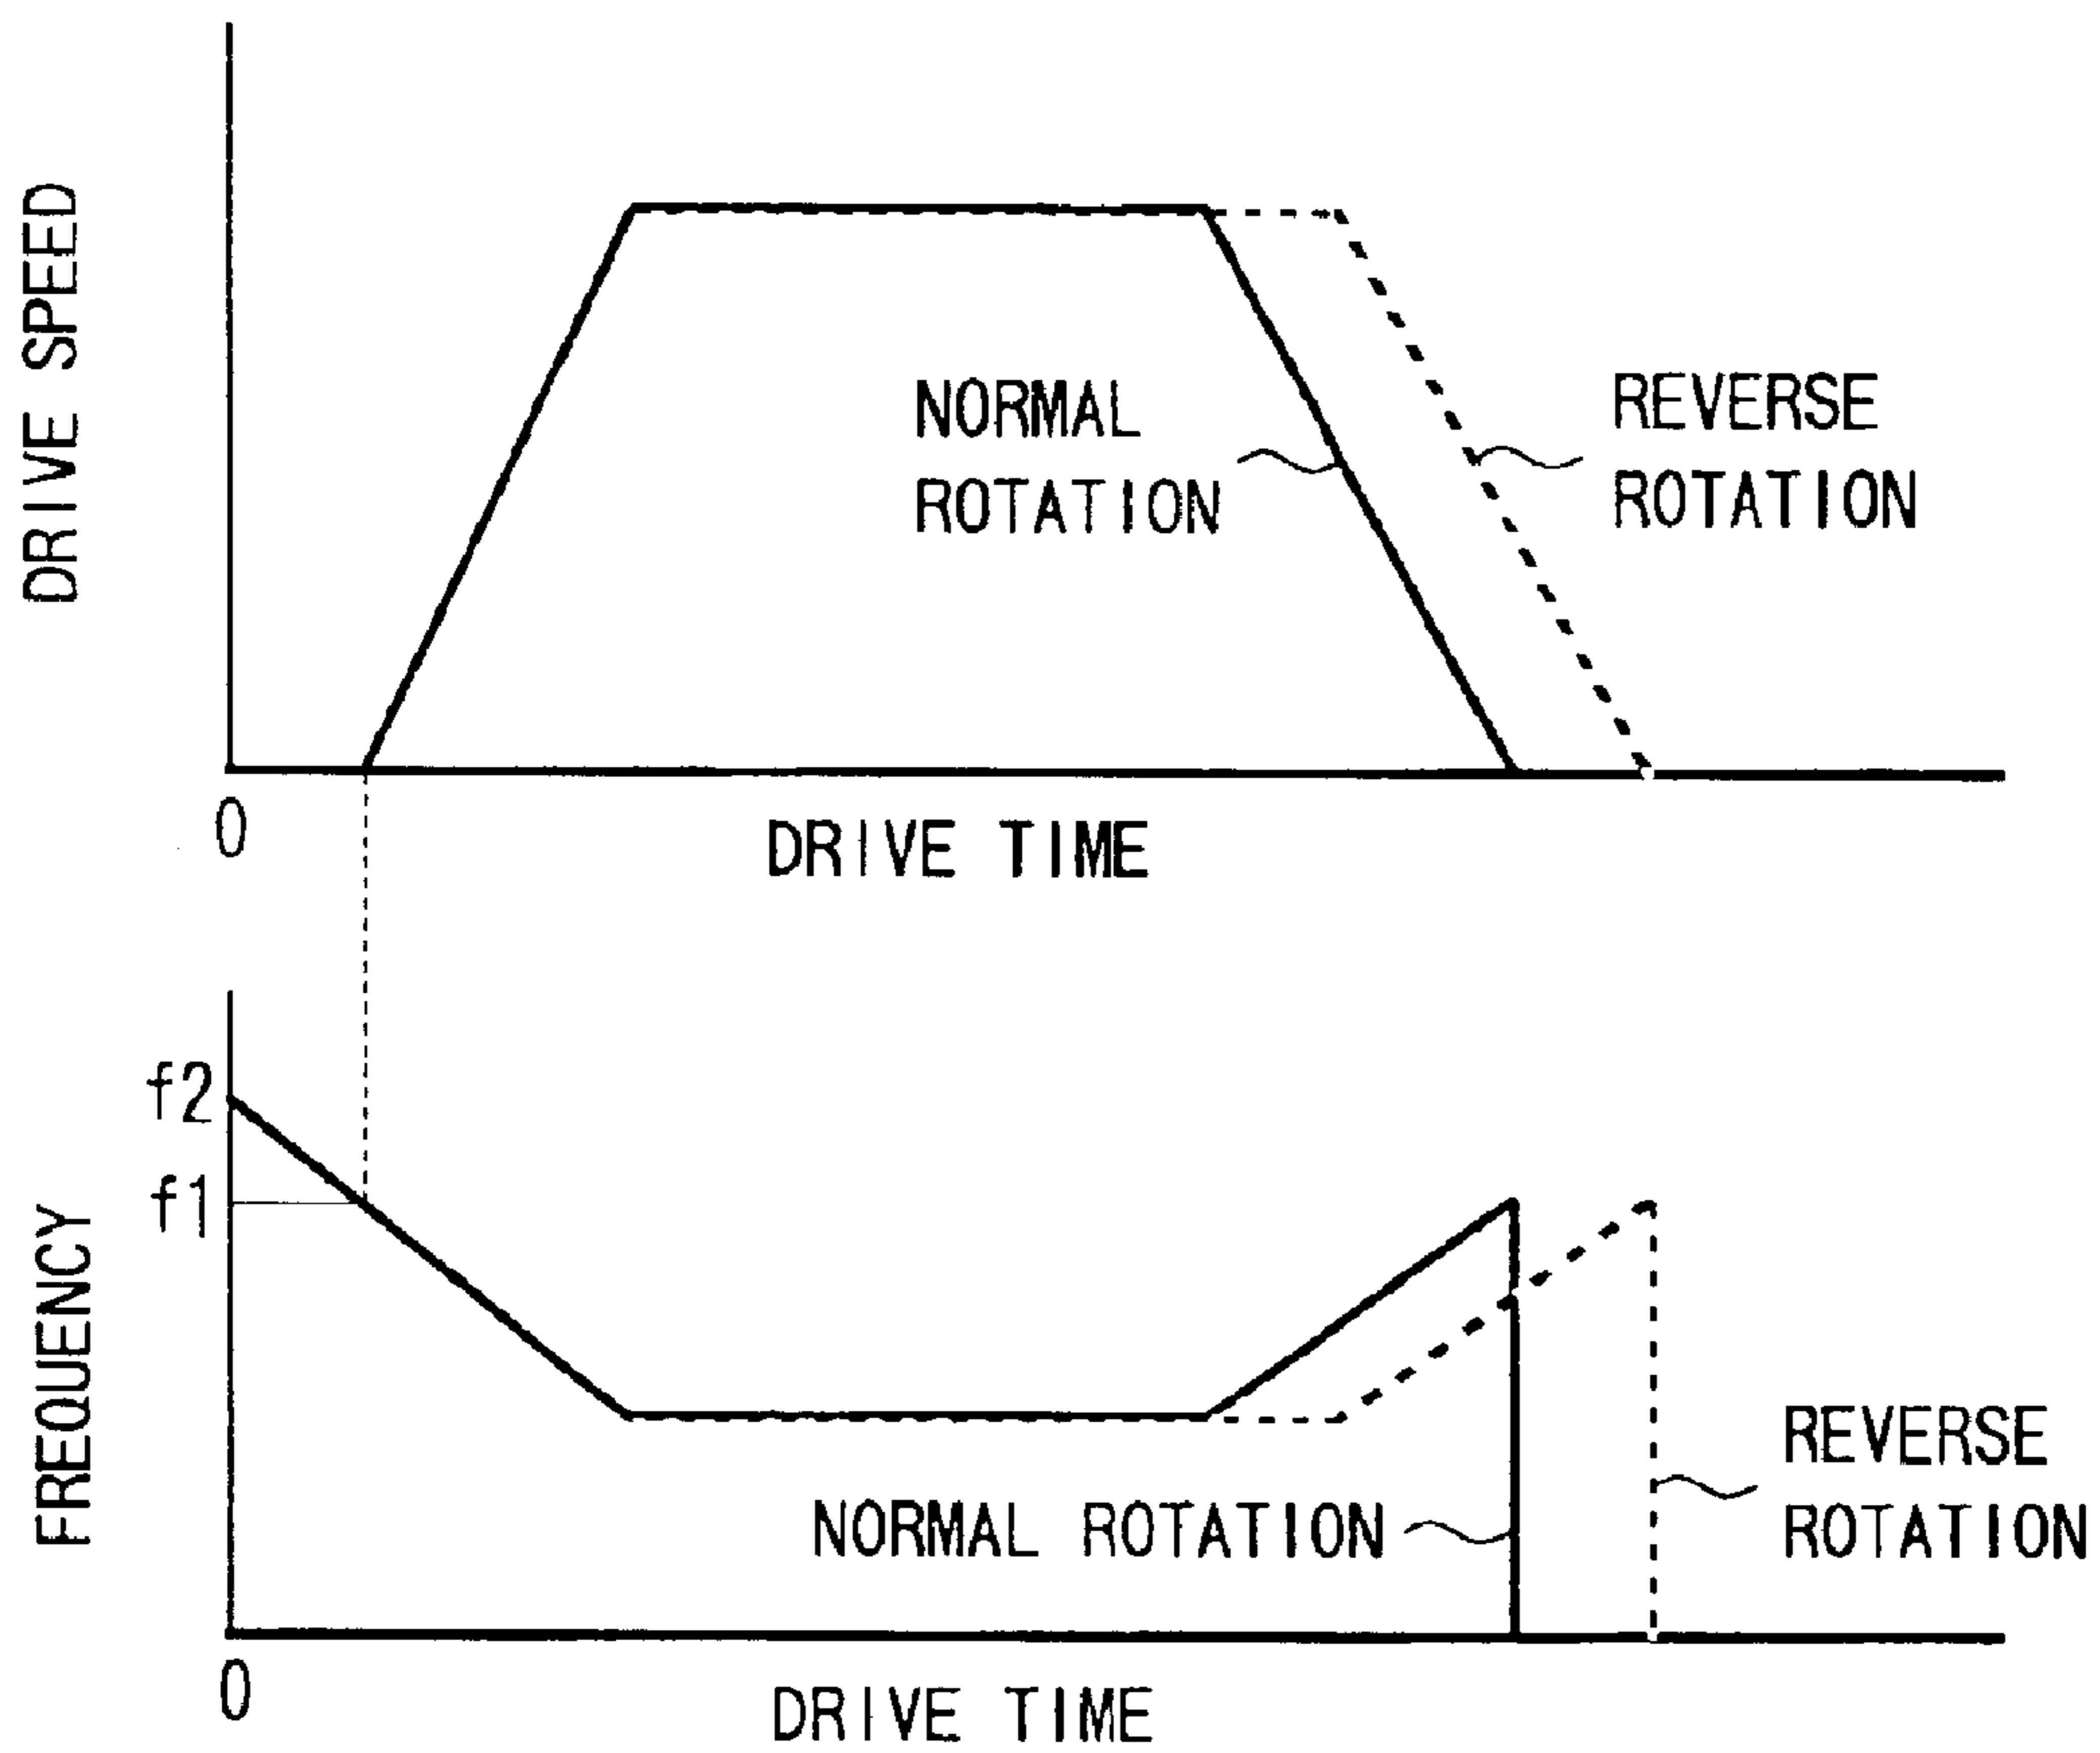 DRIVE SPEED
NORMAL
ROTATION
REVERSE
ROTATION
0
DRIVE TIME
f2
f1
FREQUENCY
NORMAL ROTATION
REVERSE
ROTATION
0
DRIVE TIME